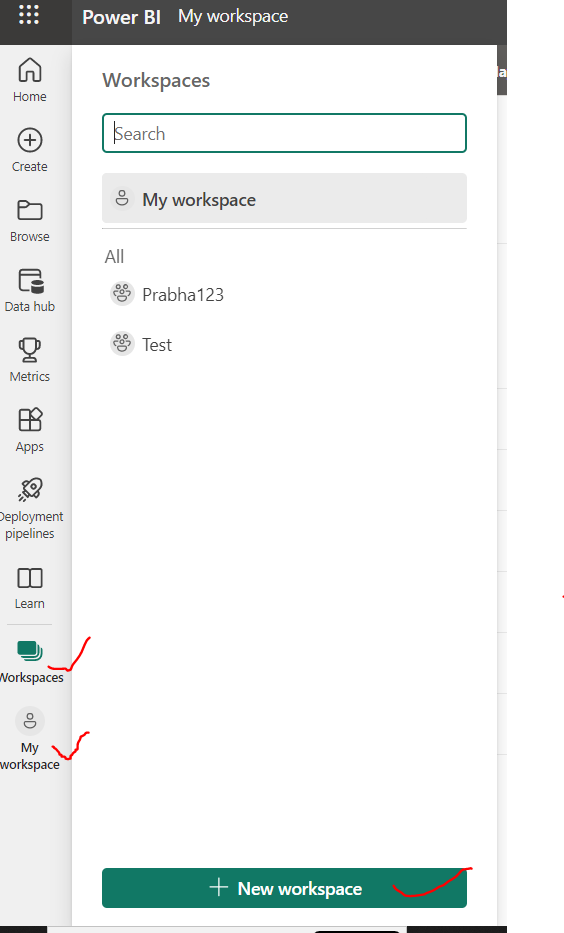 Power BI My workspace
Home
Create
Browse
Data hub
Metrics
Apps
Deployment
pipelines
Learn
Workspaces
My
workspace
Workspaces
Search
My workspace
All
Prabha123
Test
New workspace